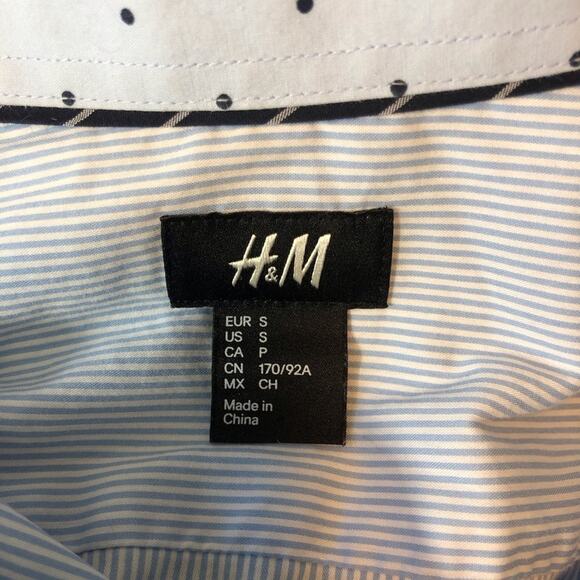 H&M
EUR S
US S
CA P
CN 170/92A
MX CH
Made in
China